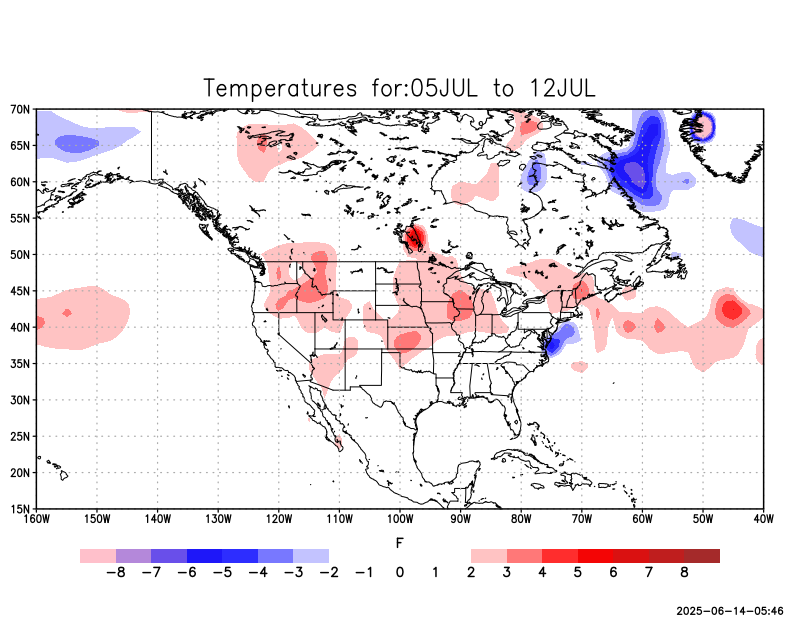 Temperatures for:05JUL to 12JUL
70N
65N
60N
55N
50N
45N
40N
35N
30N
25N
20N
15N
160W 150W 140W 130W 120W 110W 100W 90W 80W 70W 60W 50W 40W
F
-8 -7 -6 -5 -4 -3 -2 -1 0 1 2 3 4 5 6 7 8
2025-06-14-05:46